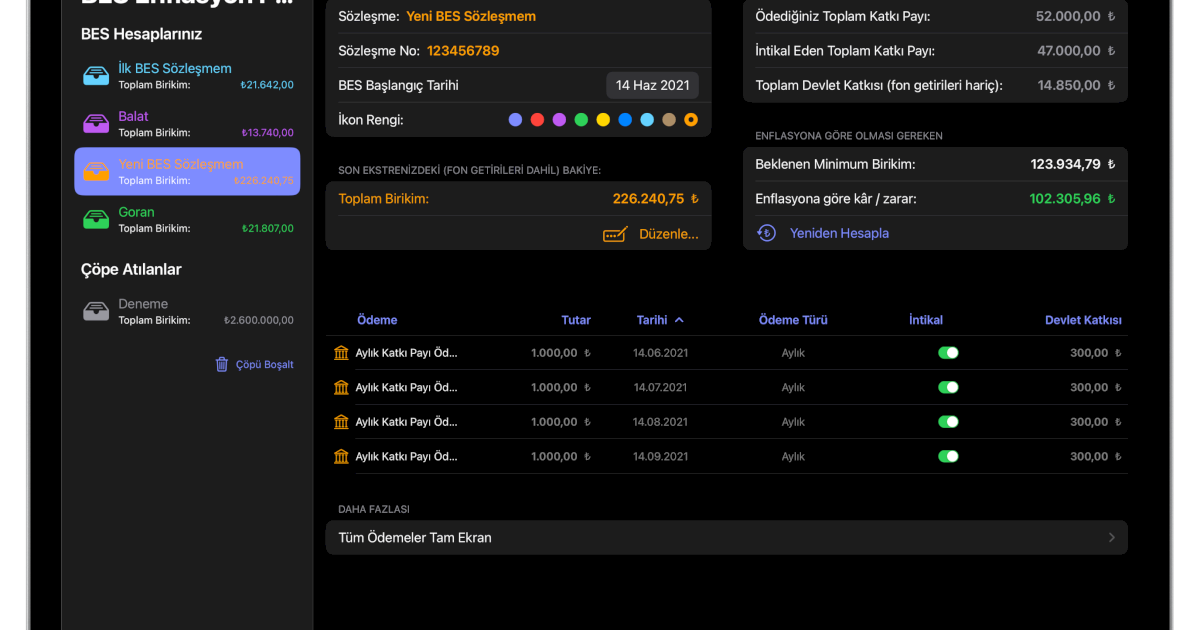 BES Enflasyon P...
BES Hesaplarınız
İlk BES Sözleşmem
Toplam Birikim: ₺21.642,00
Balat
Toplam Birikim: ₺13.740,00
Yeni BES Sözleşmem
Toplam Birikim: ₺226.240,75
Goran
Toplam Birikim: ₺21.807,00
Çöpe Atılanlar
Deneme
Toplam Birikim: ₺2.600.000,00
Çöpü Boşalt
Sözleşme: Yeni BES Sözleşmem
Sözleşme No: 123456789
BES Başlangıç Tarihi 14 Haz 2021
İkon Rengi:
SON EKSTRENİZDEKİ (FON GETİRİLERİ DAHİL) BAKİYE:
Toplam Birikim: 226.240,75 ₺
Düzenle...
Ödediğiniz Toplam Katkı Payı: 52.000,00 ₺
İntikal Eden Toplam Katkı Payı: 47.000,00 ₺
Toplam Devlet Katkısı (fon getirileri hariç): 14.850,00 ₺
ENFLASYONA GÖRE OLMASI GEREKEN
Beklenen Minimum Birikim: 123.934,79 ₺
Enflasyona göre kâr / zarar: 102.305,96 ₺
Yeniden Hesapla
Ödeme Tutar Tarihi Ödeme Türü İntikal Devlet Katkısı
Aylık Katkı Payı Öd... 1.000,00 ₺ 14.06.2021 Aylık 300,00 ₺
Aylık Katkı Payı Öd... 1.000,00 ₺ 14.07.2021 Aylık 300,00 ₺
Aylık Katkı Payı Öd... 1.000,00 ₺ 14.08.2021 Aylık 300,00 ₺
Aylık Katkı Payı Öd... 1.000,00 ₺ 14.09.2021 Aylık 300,00 ₺
DAHA FAZLASI
Tüm Ödemeler Tam Ekran